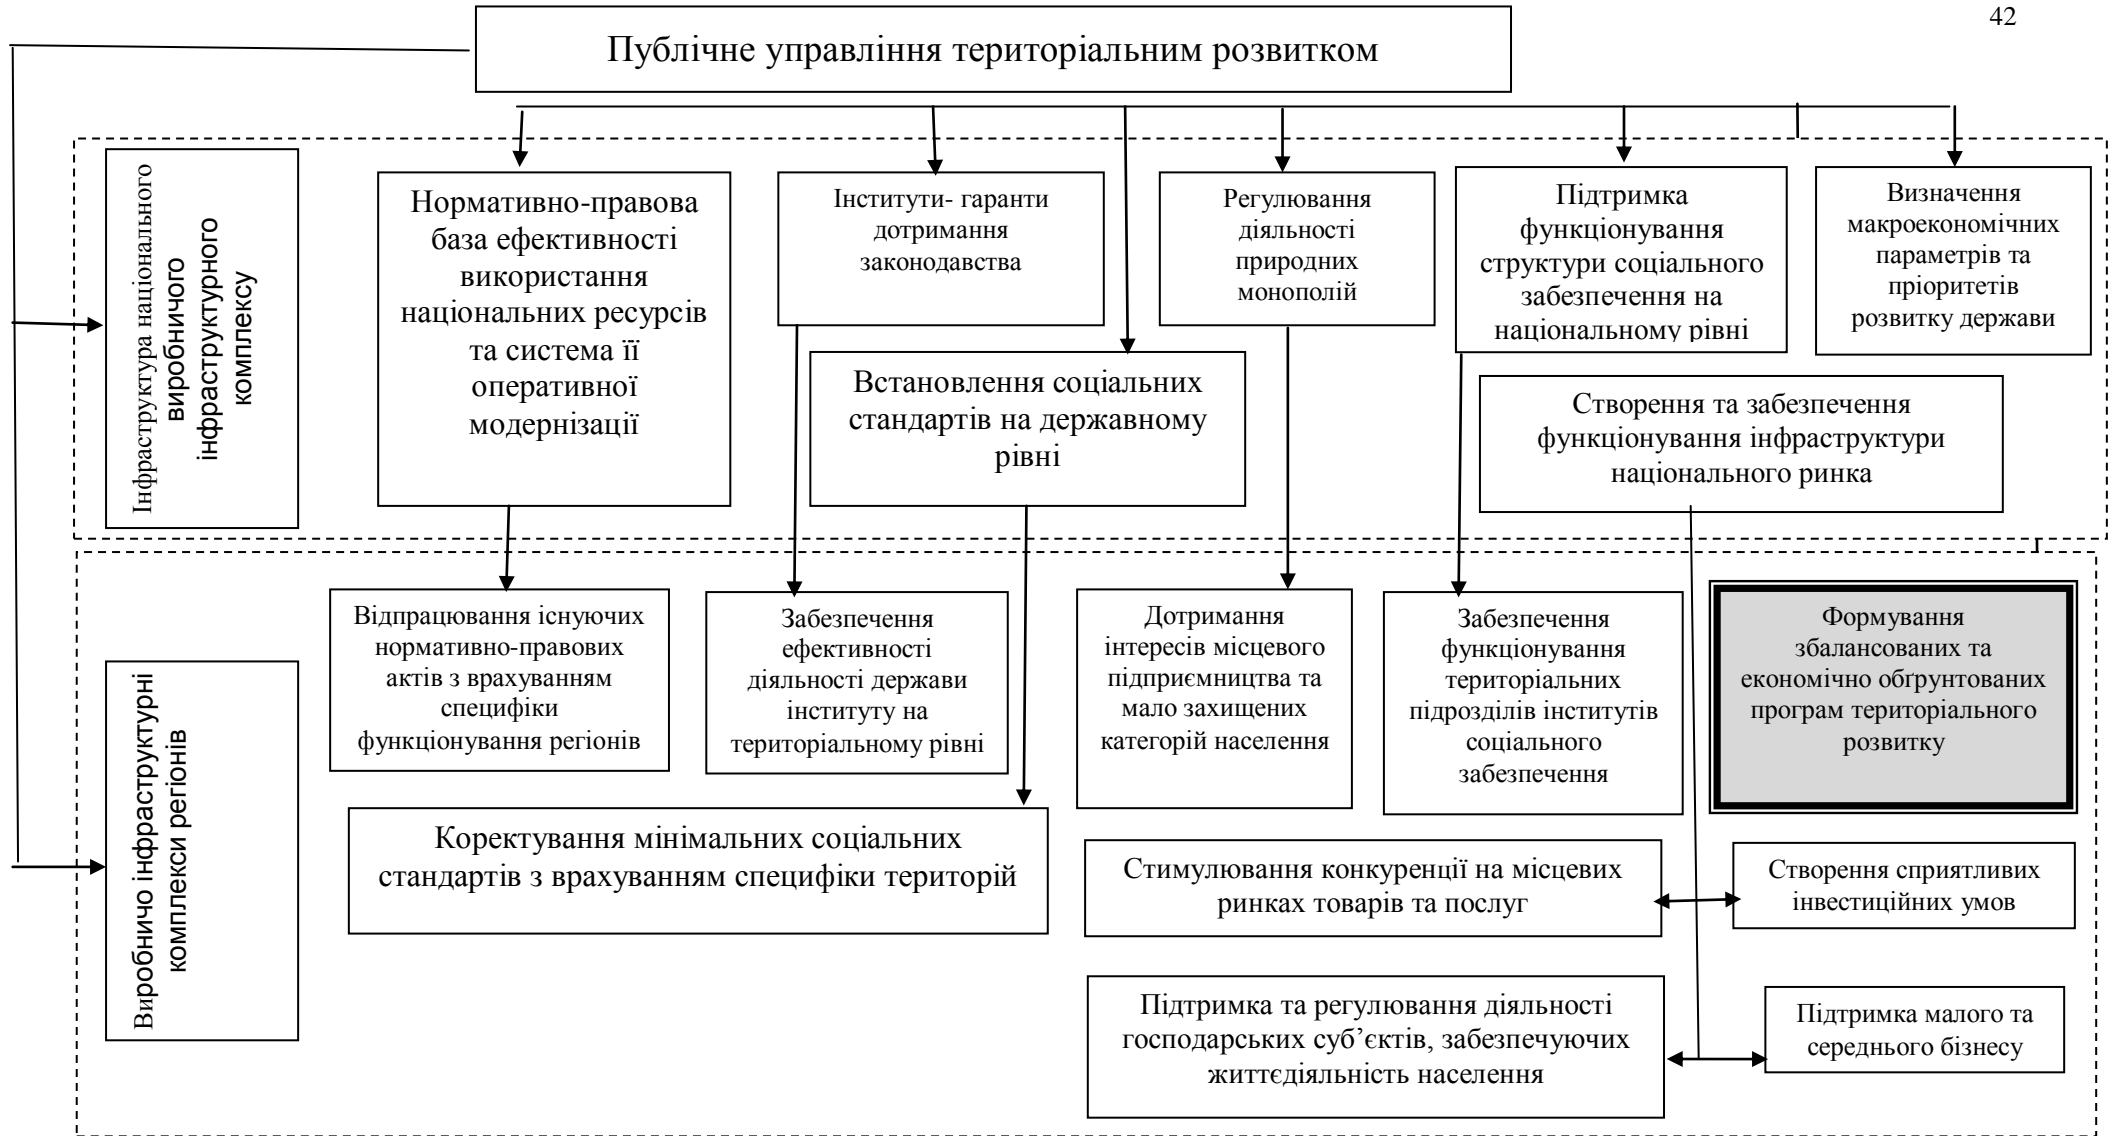 42
Публічне управління територіальним розвитком
Інфраструктура національного
виробничого
інфраструктурного
комплексу
Нормативно-правова
база ефективності
використання
національних ресурсів
та система її
оперативної
модернізації
Інститути- гаранти
дотримання
законодавства
Регулювання
діяльності
природних
монополій
Підтримка
функціонування
структури соціального
забезпечення на
національному рівні
Визначення
макроекономічних
параметрів та
пріоритетів
розвитку держави
Встановлення соціальних
стандартів на державному
рівні
Створення та забезпечення
функціонування інфраструктури
національного ринка
Виробничо інфраструктурні
комплекси регіонів
Відпрацювання існуючих
нормативно-правових
актів з врахуванням
специфіки
функціонування регіонів
Забезпечення
ефективності
діяльності держави
інституту на
територіальному рівні
Дотримання
інтересів місцевого
підприємництва та
мало захищених
категорій населення
Забезпечення
функціонування
територіальних
підрозділів інститутів
соціального
забезпечення
Формування
збалансованих та
економічно обґрунтованих
програм територіального
розвитку
Коректування мінімальних соціальних
стандартів з врахуванням специфіки територій
Стимулювання конкуренції на місцевих
ринках товарів та послуг
Створення сприятливих
інвестиційних умов
Підтримка та регулювання діяльності
господарських суб’єктів, забезпечуючих
життєдіяльність населення
Підтримка малого та
середнього бізнесу